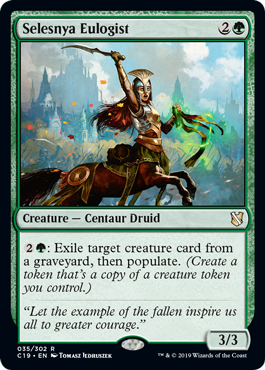 Selesnya Eulogist 2
Creature — Centaur Druid
2 : Exile target creature card from
a graveyard, then populate. (Create a
token that's a copy of a creature token
you control.)
“Let the example of the fallen inspire us
all to greater courage.”
3/3
035/302 R
C19 • EN Tomasz Jedruszek
™ & © 2019 Wizards of the Coast